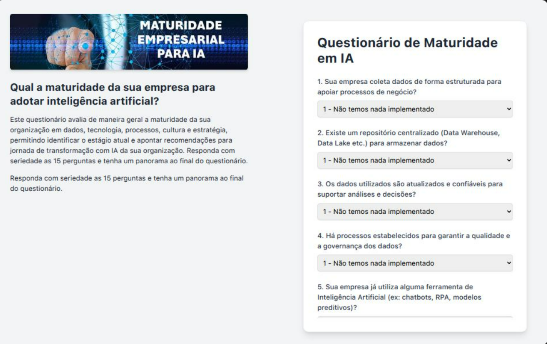 MATURIDADE
EMPRESARIAL
PARA IA
Qual a maturidade da sua empresa para
adotar inteligência artificial?
Este questionário avalia de maneira geral a maturidade da sua
organização em dados, tecnologia, processos, cultura e estratégia,
permitindo identificar o estágio atual e apontar recomendações para
jornada de transformação com IA da sua organização. Responda com
seriedade as 15 perguntas e tenha um panorama ao final do questionário.
Responda com seriedade as 15 perguntas e tenha um panorama ao final
do questionário.
Questionário de Maturidade
em IA
1. Sua empresa coleta dados de forma estruturada para
apoiar processos de negócio?
1 - Não temos nada implementado
2. Existe um repositório centralizado (Data Warehouse,
Data Lake etc.) para armazenar dados?
1 - Não temos nada implementado
3. Os dados utilizados são atualizados e confiáveis para
suportar análises e decisões?
1 - Não temos nada implementado
4. Há processos estabelecidos para garantir a qualidade e
a governança dos dados?
1 - Não temos nada implementado
5. Sua empresa já utiliza alguma ferramenta de
Inteligência Artificial (ex: chatbots, RPA, modelos
preditivos)?